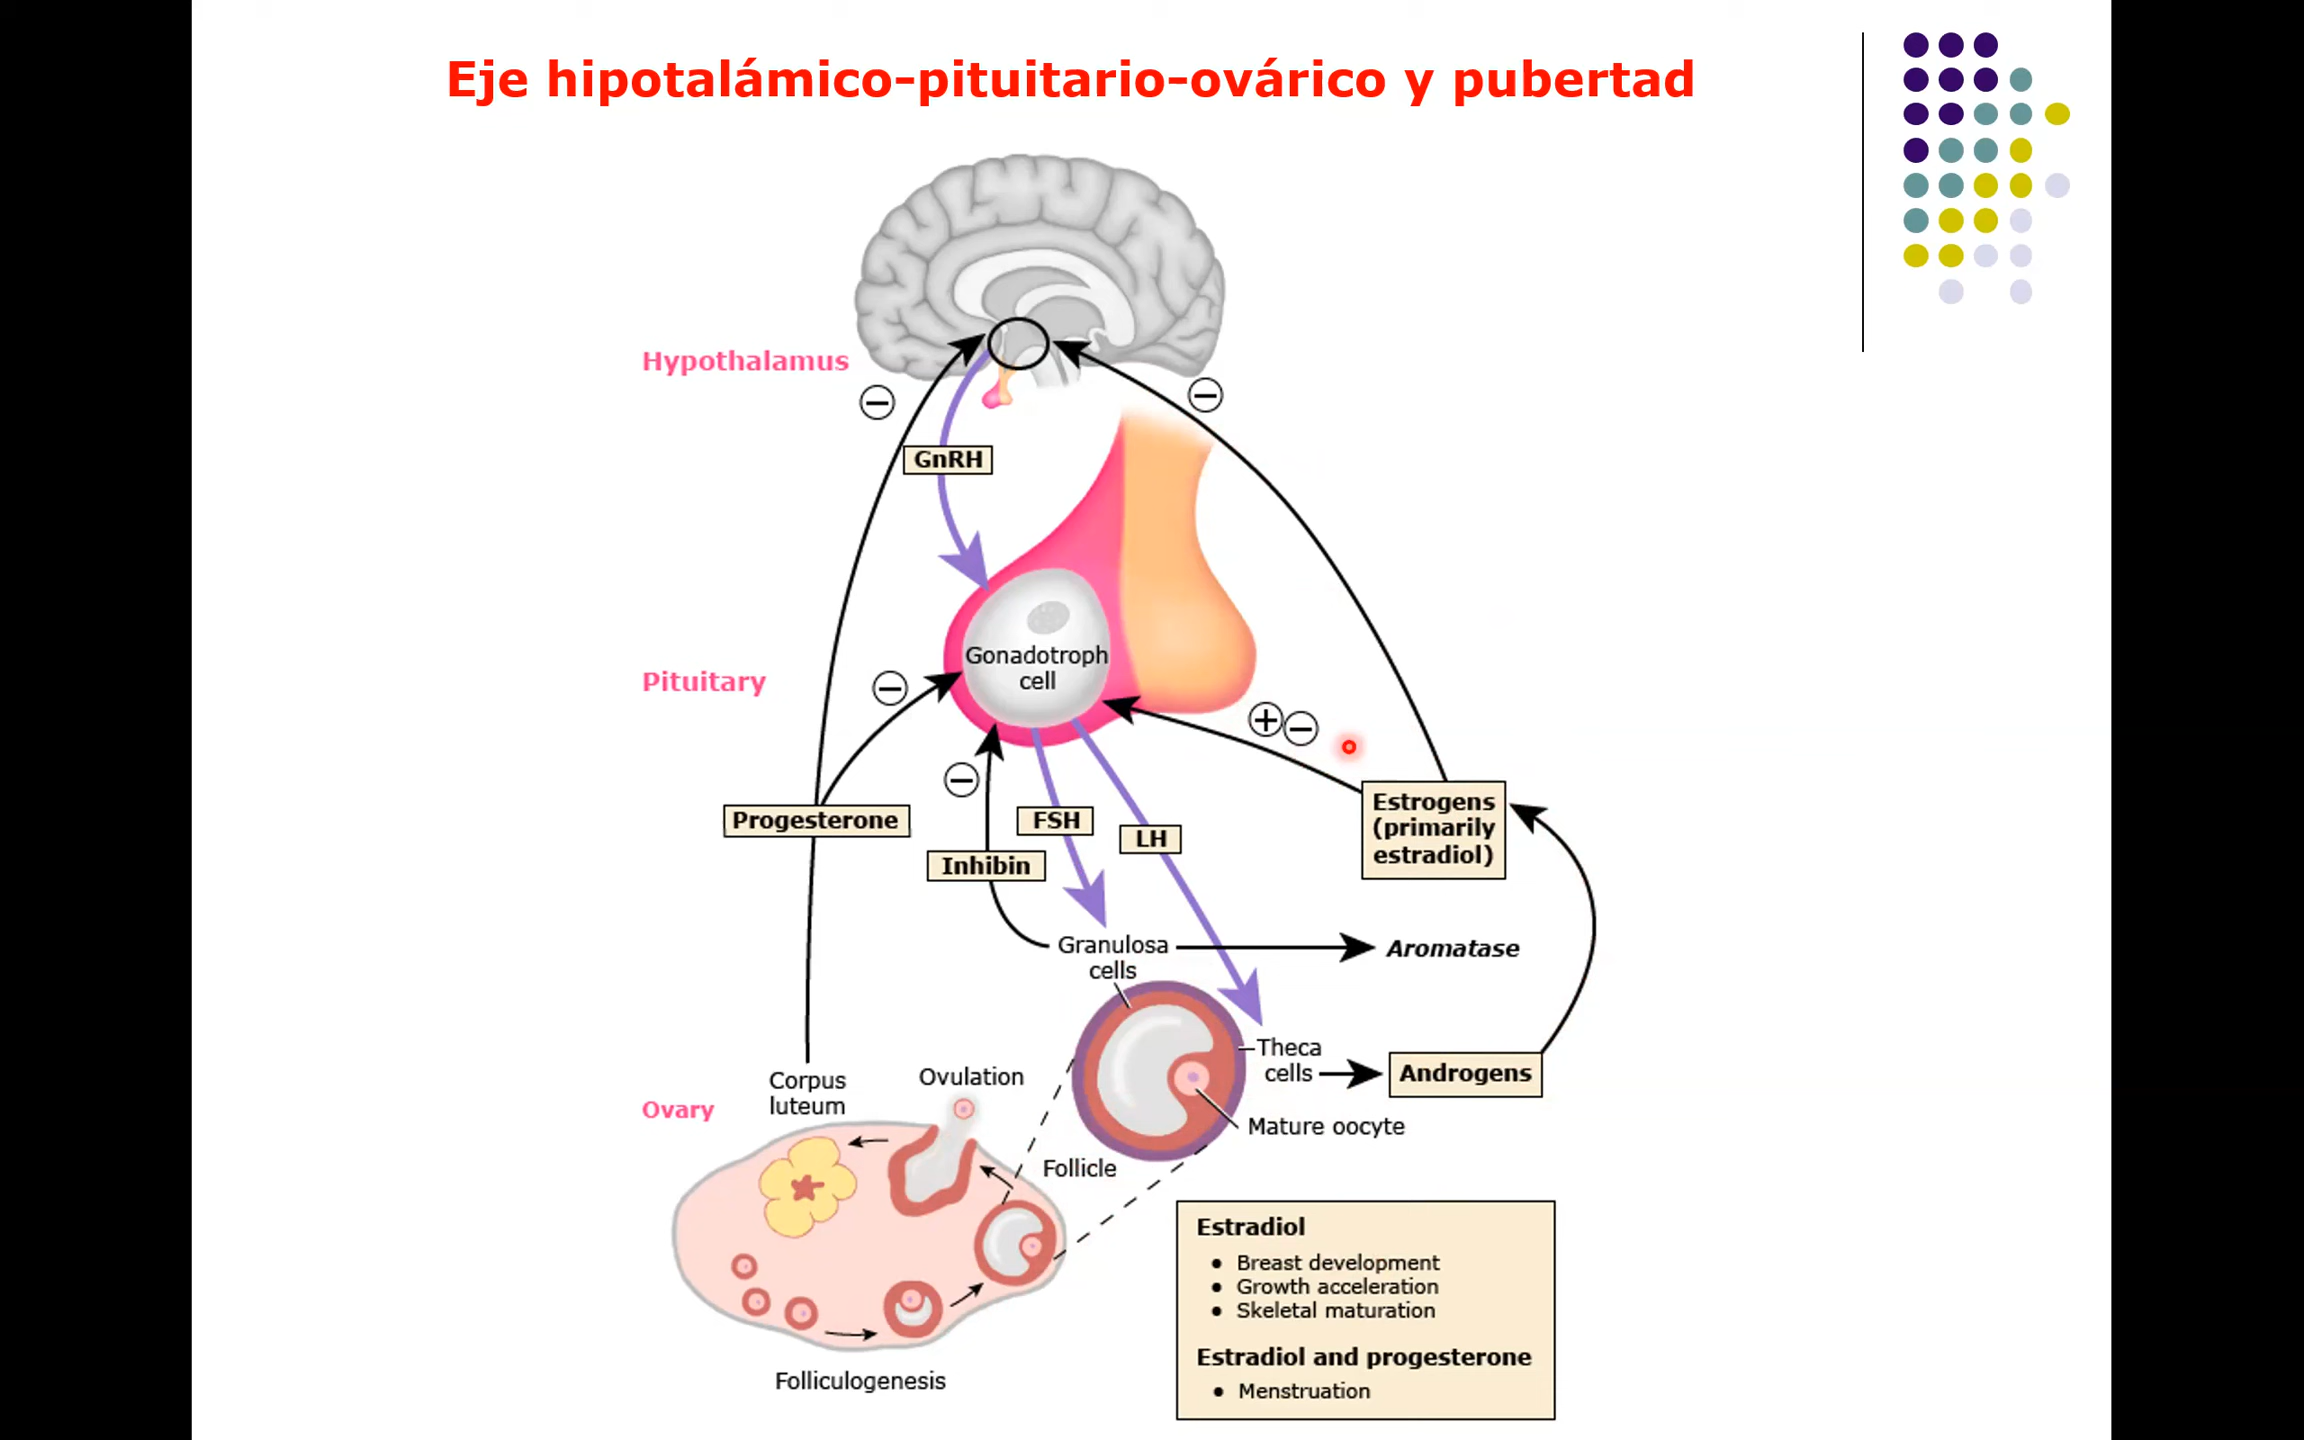 Eje hipotalámico-pituitario-ovárico y pubertad
Hypothalamus
GnRH
Gonadotroph
cell
Pituitary
Progesterone
Inhibin
FSH
LH
Estrogens
(primarily
estradiol)
Granulosa
cells
Aromatase
Theca
cells
Androgens
Mature oocyte
Follicle
Ovary
Corpus
luteum
Ovulation
Folliculogenesis
Estradiol
• Breast development
• Growth acceleration
• Skeletal maturation
Estradiol and progesterone
• Menstruation